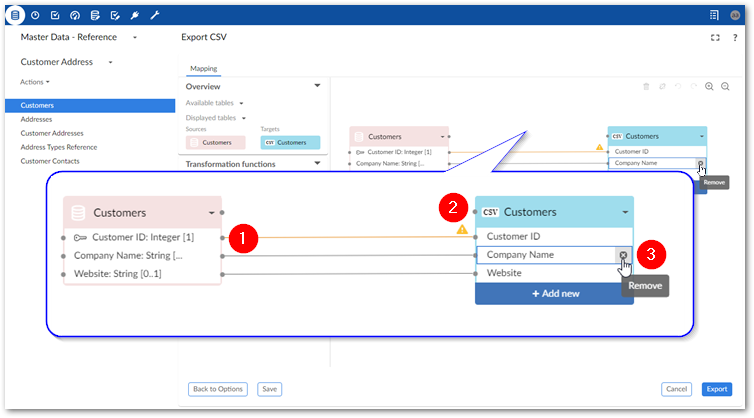 AS
Master Data - Reference
Export CSV
?
Customer Address
Actions
Mapping
Customers
Addresses
Customer Addresses
Address Types Reference
Customer Contacts
Overview
Available tables
Displayed tables
Sources
Targets
Customers
CSV Customers
Transformation functions
Customers
Customer ID: Integer [1]
Company Name: String [...
CSV Customers
Customer ID
Company Name
Remove
Customers
Customer ID: Integer [1]
Company Name: String [...
Website: String [0..1]
1
2
CSV Customers
Customer ID
Company Name
3
Website
Remove
+ Add new
Back to Options
Save
Cancel
Export